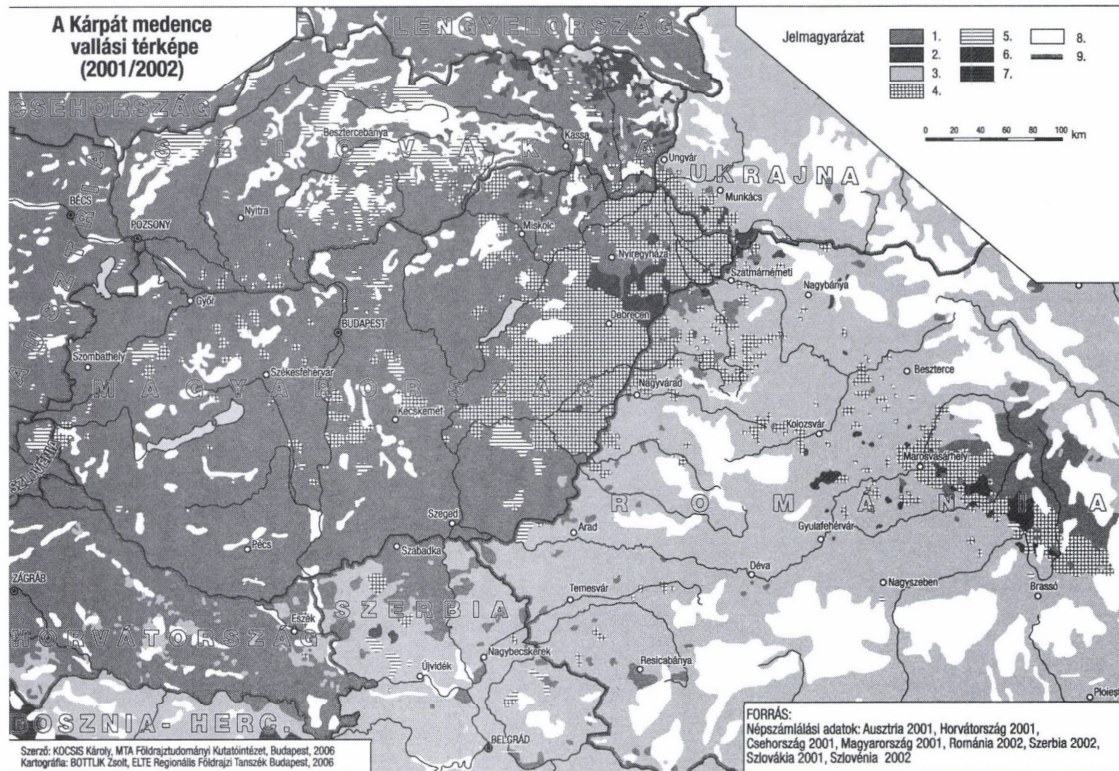 A Kárpát medence
vallási térképe
(2001/2002)
Jelmagyarázat
1.
2.
3.
4.
5.
6.
7.
8.
9.
0 20 40 60 80 100 km
LENGYELORSZÁG
CSEHORSZÁG
SZLOVÁKIA
UKRAJNA
AUSZTRIA
MAGYARORSZÁG
ROMÁNIA
SZLOVÉNIA
HORVÁTORSZÁG
SZERBIA
BOSZNIA- HERC.
Besztercebánya
Kassa
Ungvár
Munkács
BÉCS
POZSONY
Nyitra
Miskolc
Nyíregyháza
Szatmárnémeti
Nagybánya
Győr
BUDAPEST
Debrecen
Szombathely
Székesfehérvár
Beszterce
Kecskemét
Nagyvárad
Kolozsvár
Marosvásárhely
Szeged
Arad
Gyulafehérvár
Pécs
Szabadka
Déva
Temesvár
Nagyszeben
Brassó
ZÁGRÁB
Eszék
Újvidék
Nagybecskerek
Resicabánya
Ploiesti
BELGRÁD
Szerző: KOCSIS Károly, MTA Földrajztudományi Kutatóintézet, Budapest, 2006
Kartográfia: BOTTLIK Zsolt, ELTE Regionális Földrajzi Tanszék Budapest, 2006
FORRÁS:
Népszámlálási adatok: Ausztria 2001, Horvátország 2001,
Csehország 2001, Magyarország 2001, Románia 2002, Szerbia 2002,
Szlovákia 2001, Szlovénia 2002